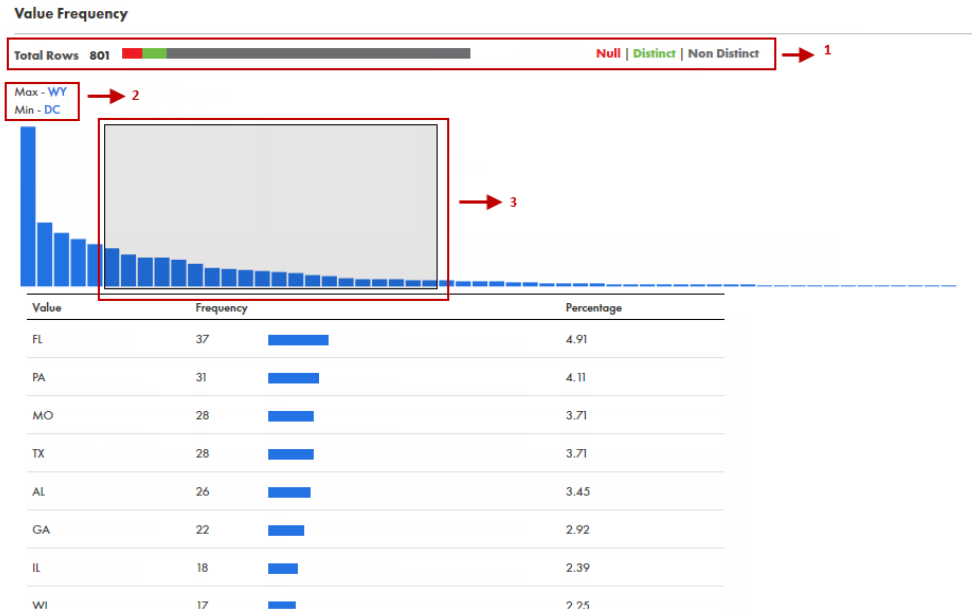 Value Frequency
Total Rows 801 Null | Distinct | Non Distinct 1
Max - WY
2
Min - DC
3
Value Frequency Percentage
FL 37 4.91
PA 31 4.11
MO 28 3.71
TX 28 3.71
AL 26 3.45
GA 22 2.92
IL 18 2.39
WI 17 2.25